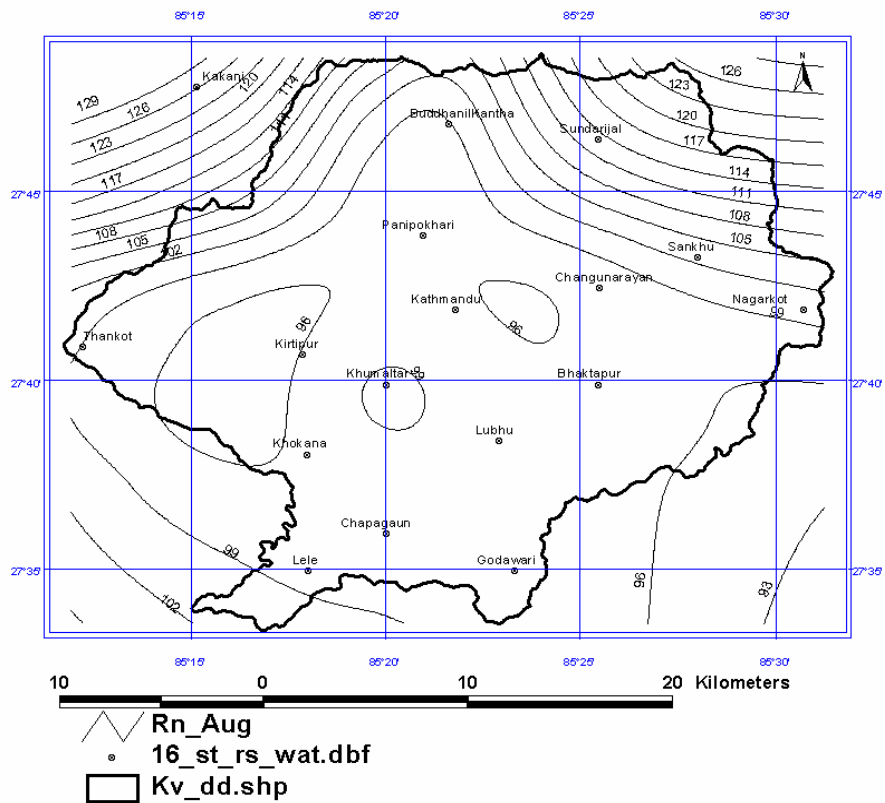 85°15' 85°20' 85°25' 85°30'
N
Kakani
129
126
123
120
117
114
111
108
105
102
126
123
120
117
114
111
108
105
99
BuddhanilKantha
Sundarijal
27°45' 27°45'
Panipokhari
Sankhu
Changunarayan
Kathmandu
Nagarkot
96
96
Thankot
Kirtipur
Khumaltar
27°40' 27°40'
Bhaktapur
Lubhu
Khokana
Chapagaun
99
Lele
Godawari
27°35' 27°35'
102
96
93
85°15' 85°20' 85°25' 85°30'
10 0 10 20 Kilometers
Rn_Aug
16_st_rs_wat.dbf
Kv_dd.shp